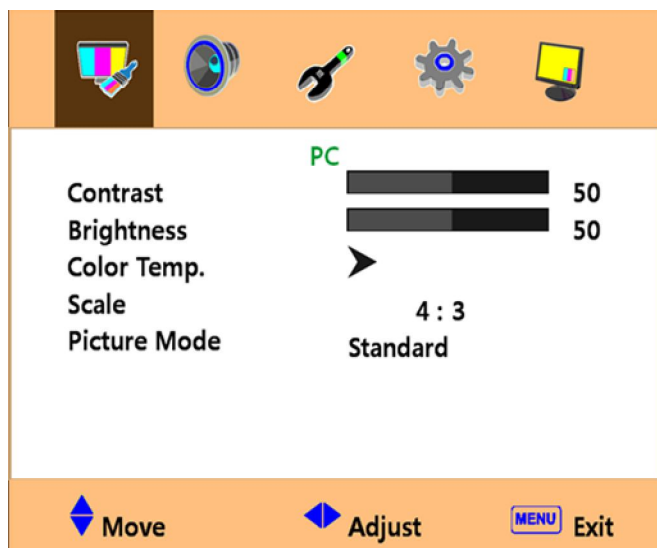 PC
Contrast 50
Brightness 50
Color Temp.
Scale 4 : 3
Picture Mode Standard
Move Adjust MENU Exit